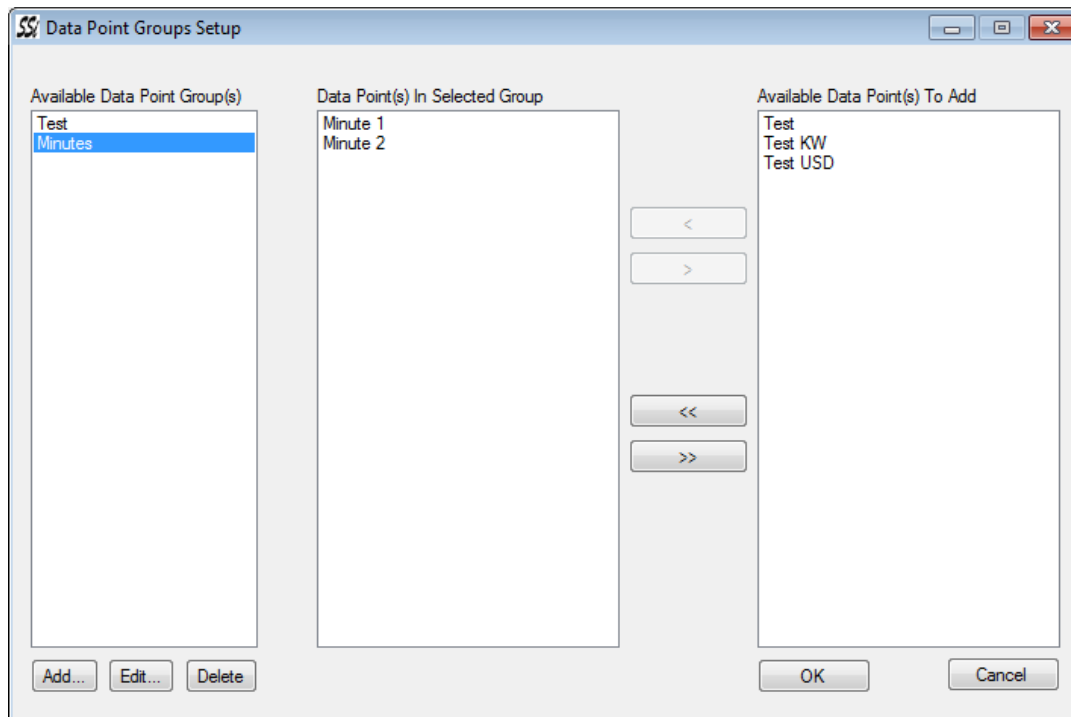 SSi Data Point Groups Setup
Available Data Point Group(s)
Test
Minutes
Data Point(s) In Selected Group
Minute 1
Minute 2
<
>
<<
>>
Available Data Point(s) To Add
Test
Test KW
Test USD
Add...
Edit...
Delete
OK
Cancel